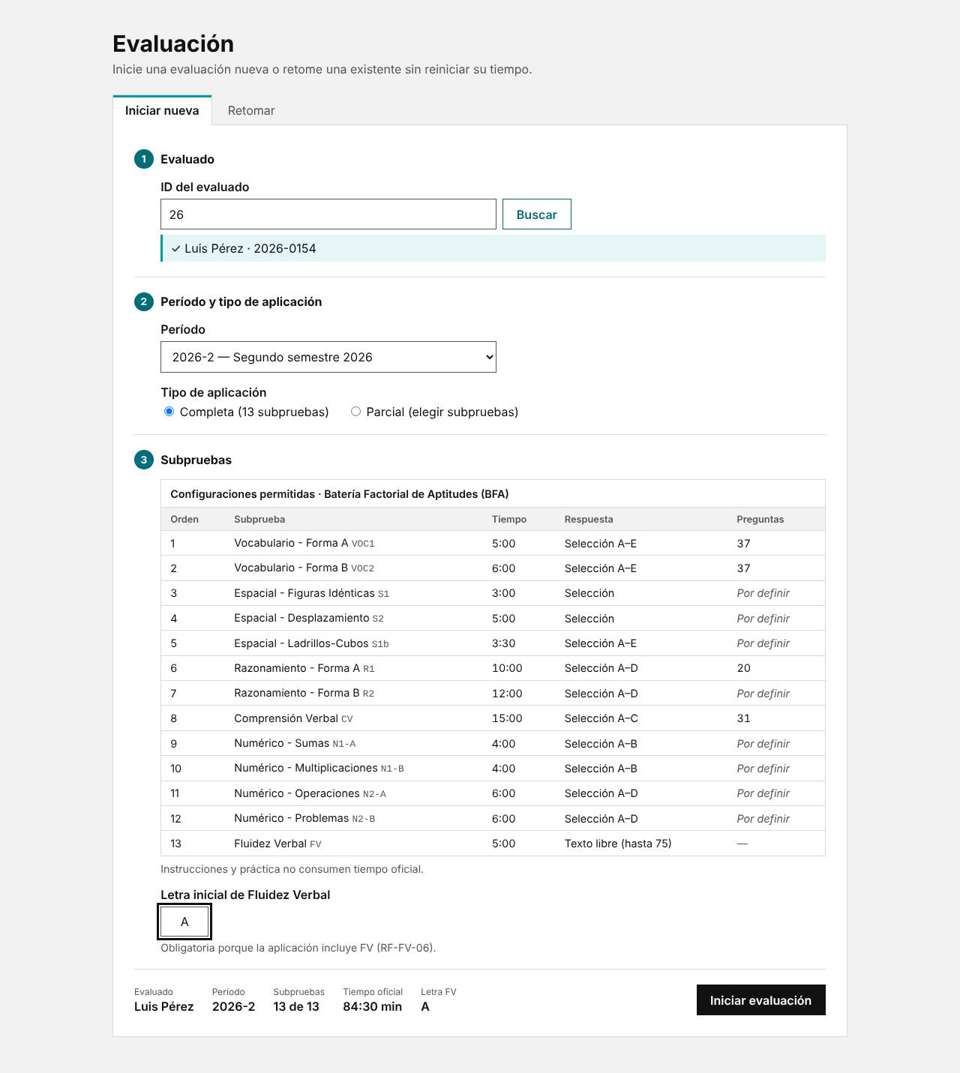 Evaluación
Inicie una evaluación nueva o retome una existente sin reiniciar su tiempo.
Iniciar nueva Retomar
1 Evaluado
ID del evaluado
26 Buscar
✓ Luis Pérez · 2026-0154
2 Período y tipo de aplicación
Período
2026-2 — Segundo semestre 2026
Tipo de aplicación
Completa (13 subpruebas) Parcial (elegir subpruebas)
3 Subpruebas
Configuraciones permitidas · Batería Factorial de Aptitudes (BFA)
Orden Subprueba Tiempo Respuesta Preguntas
1 Vocabulario - Forma A VOC1 5:00 Selección A–E 37
2 Vocabulario - Forma B VOC2 6:00 Selección A–E 37
3 Espacial - Figuras Idénticas S1 3:00 Selección Por definir
4 Espacial - Desplazamiento S2 5:00 Selección Por definir
5 Espacial - Ladrillos-Cubos S1b 3:30 Selección A–E Por definir
6 Razonamiento - Forma A R1 10:00 Selección A–D 20
7 Razonamiento - Forma B R2 12:00 Selección A–D Por definir
8 Comprensión Verbal CV 15:00 Selección A–C 31
9 Numérico - Sumas N1-A 4:00 Selección A–B Por definir
10 Numérico - Multiplicaciones N1-B 4:00 Selección A–B Por definir
11 Numérico - Operaciones N2-A 6:00 Selección A–D Por definir
12 Numérico - Problemas N2-B 6:00 Selección A–D Por definir
13 Fluidez Verbal FV 5:00 Texto libre (hasta 75) —
Instrucciones y práctica no consumen tiempo oficial.
Letra inicial de Fluidez Verbal
A
Obligatoria porque la aplicación incluye FV (RF-FV-06).
Evaluado Período Subpruebas Tiempo oficial Letra FV
Luis Pérez 2026-2 13 de 13 84:30 min A
Iniciar evaluación